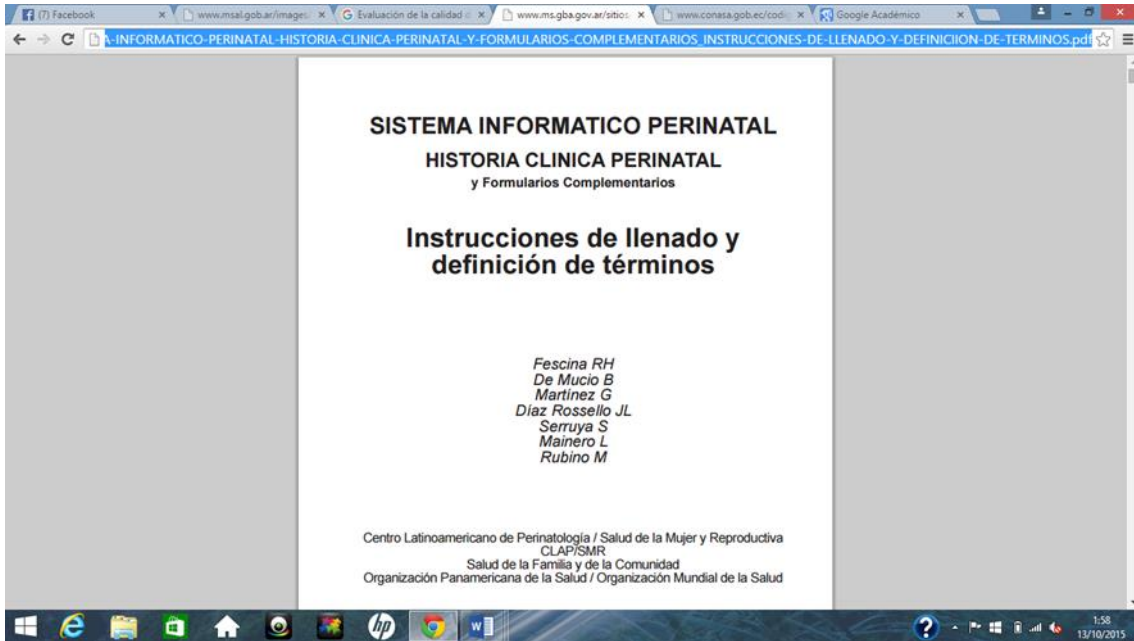 (7) Facebook
www.msal.gob.ar/images
Evaluación de la calidad
www.ms.gba.gov.ar/sitios
www.conasa.gob.ec/codi
Google Académico
A-INFORMATICO-PERINATAL-HISTORIA-CLINICA-PERINATAL-Y-FORMULARIOS-COMPLEMENTARIOS_INSTRUCCIONES-DE-LLENADO-Y-DEFINICIION-DE-TERMINOS.pdf
SISTEMA INFORMATICO PERINATAL
HISTORIA CLINICA PERINATAL
y Formularios Complementarios
Instrucciones de llenado y
definición de términos
Fescina RH
De Mucio B
Martínez G
Díaz Rossello JL
Serruya S
Mainero L
Rubino M
Centro Latinoamericano de Perinatología / Salud de la Mujer y Reproductiva
CLAP/SMR
Salud de la Familia y de la Comunidad
Organización Panamericana de la Salud / Organización Mundial de la Salud
hp
1:58
13/10/2015